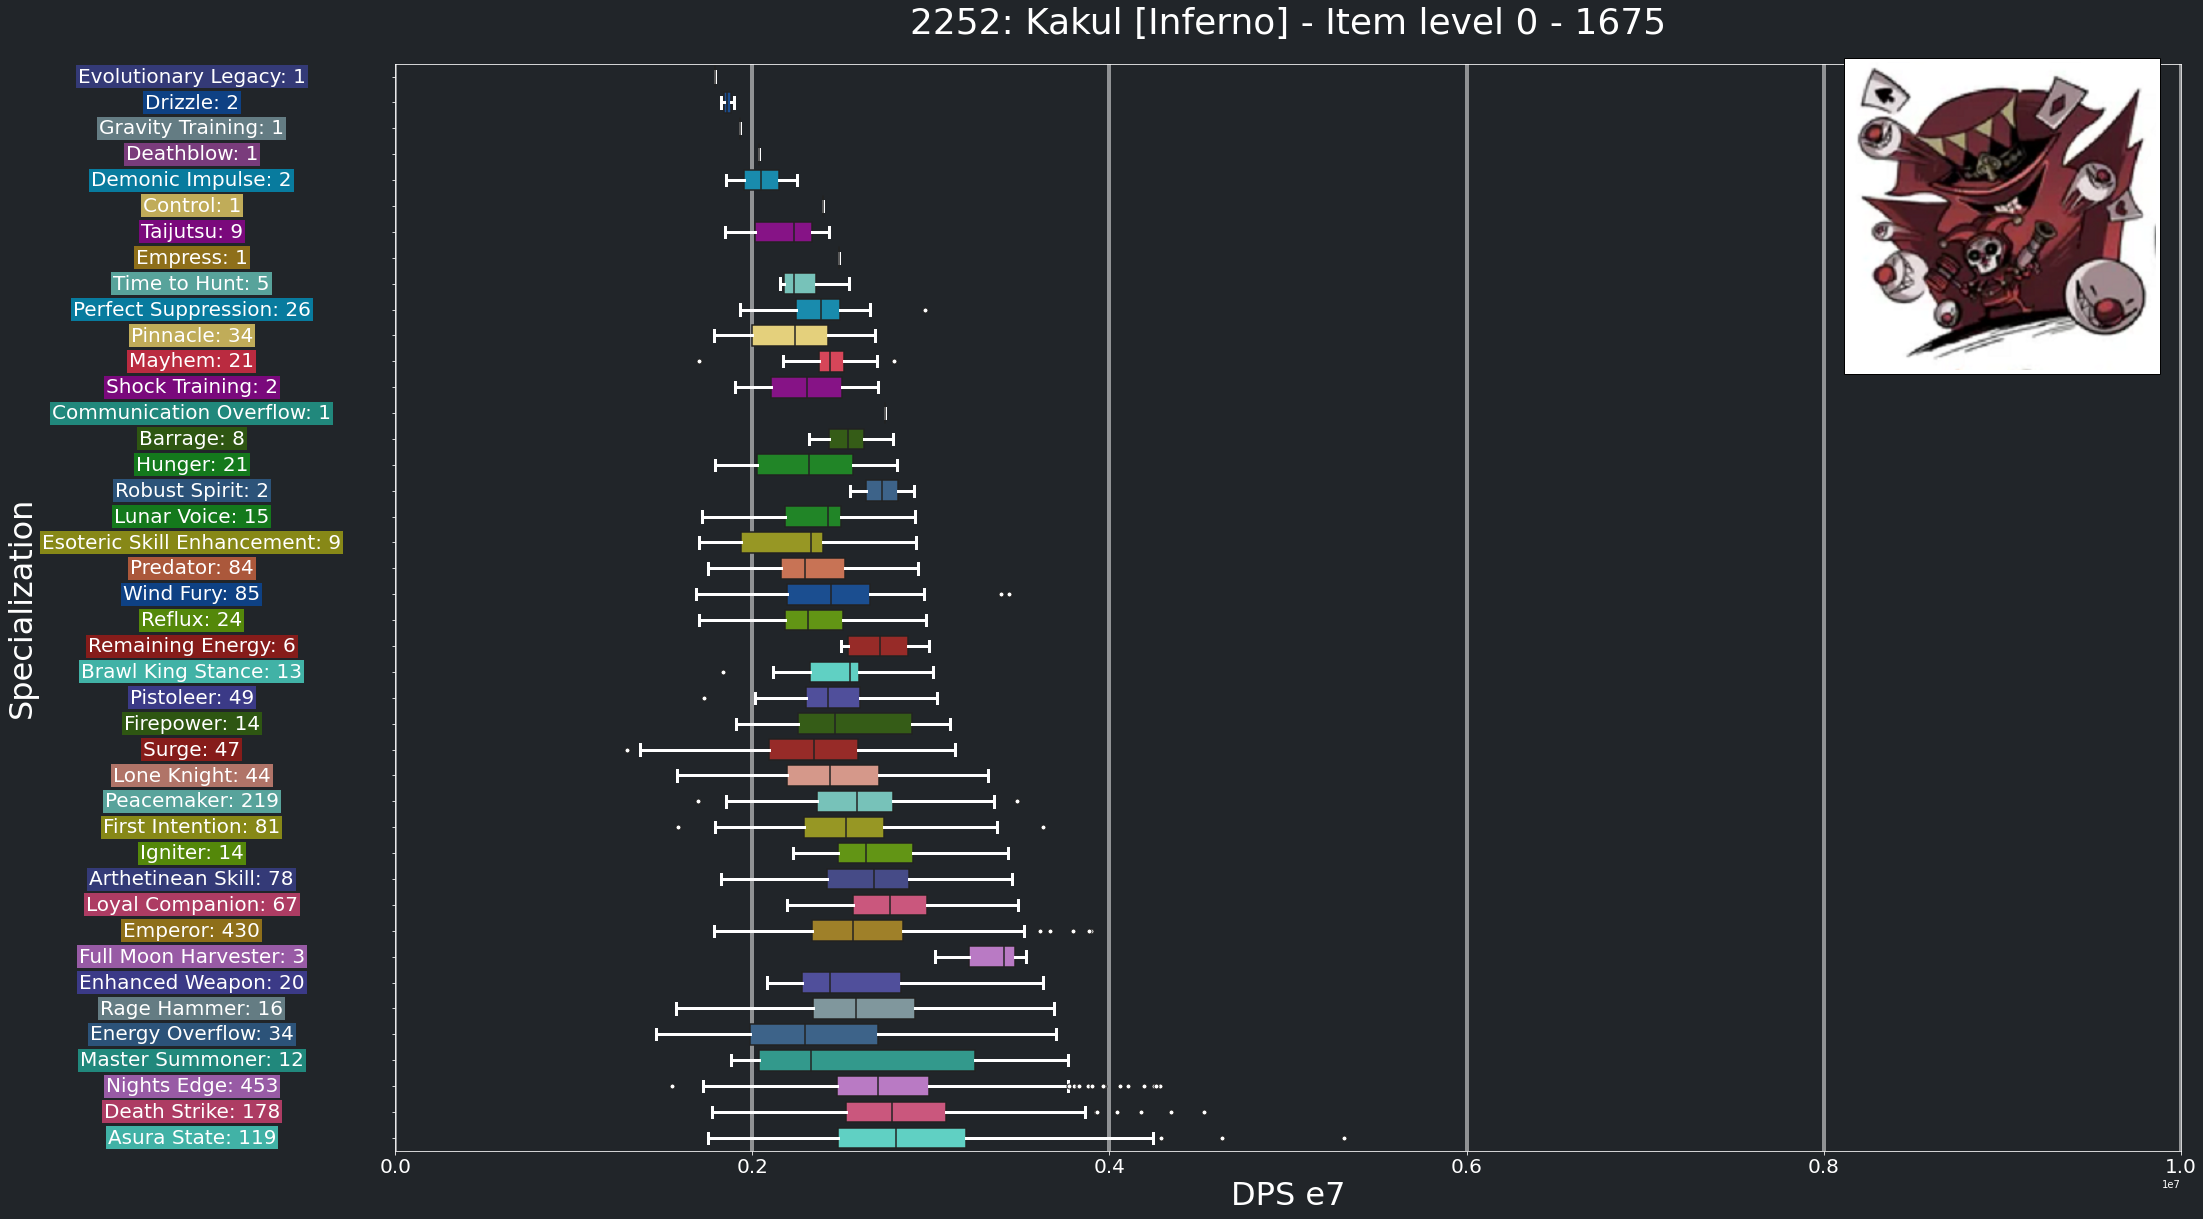 2252: Kakul [Inferno] - Item level 0 - 1675
Specialization
Evolutionary Legacy: 1
Drizzle: 2
Gravity Training: 1
Deathblow: 1
Demonic Impulse: 2
Control: 1
Taijutsu: 9
Empress: 1
Time to Hunt: 5
Perfect Suppression: 26
Pinnacle: 34
Mayhem: 21
Shock Training: 2
Communication Overflow: 1
Barrage: 8
Hunger: 21
Robust Spirit: 2
Lunar Voice: 15
Esoteric Skill Enhancement: 9
Predator: 84
Wind Fury: 85
Reflux: 24
Remaining Energy: 6
Brawl King Stance: 13
Pistoleer: 49
Firepower: 14
Surge: 47
Lone Knight: 44
Peacemaker: 219
First Intention: 81
Igniter: 14
Arthetinean Skill: 78
Loyal Companion: 67
Emperor: 430
Full Moon Harvester: 3
Enhanced Weapon: 20
Rage Hammer: 16
Energy Overflow: 34
Master Summoner: 12
Nights Edge: 453
Death Strike: 178
Asura State: 119
0.0 0.2 0.4 0.6 0.8 1.0
1e7
DPS e7